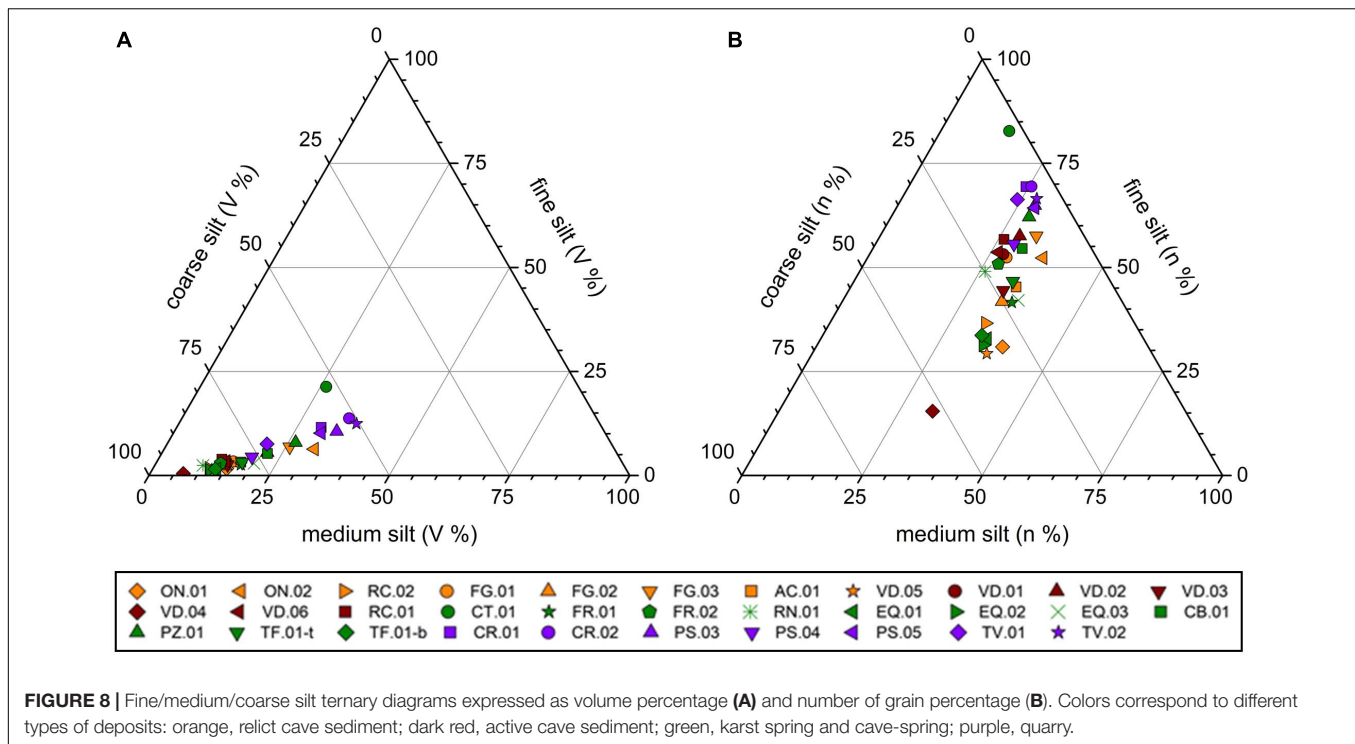 A
B
0
100
25
75
coarse silt (V %)
fine silt (V %)
50
50
75
25
100
0
0
25
50
75
100
medium silt (V %)
0
100
25
75
coarse silt (n %)
fine silt (n %)
50
50
75
25
100
0
0
25
50
75
100
medium silt (n %)
ON.01 ON.02 RC.02 FG.01 FG.02 FG.03 AC.01 VD.05 VD.01 VD.02 VD.03
VD.04 VD.06 RC.01 CT.01 FR.01 FR.02 RN.01 EQ.01 EQ.02 EQ.03 CB.01
PZ.01 TF.01-t TF.01-b CR.01 CR.02 PS.03 PS.04 PS.05 TV.01 TV.02
FIGURE 8 | Fine/medium/coarse silt ternary diagrams expressed as volume percentage (A) and number of grain percentage (B). Colors correspond to different
types of deposits: orange, relict cave sediment; dark red, active cave sediment; green, karst spring and cave-spring; purple, quarry.